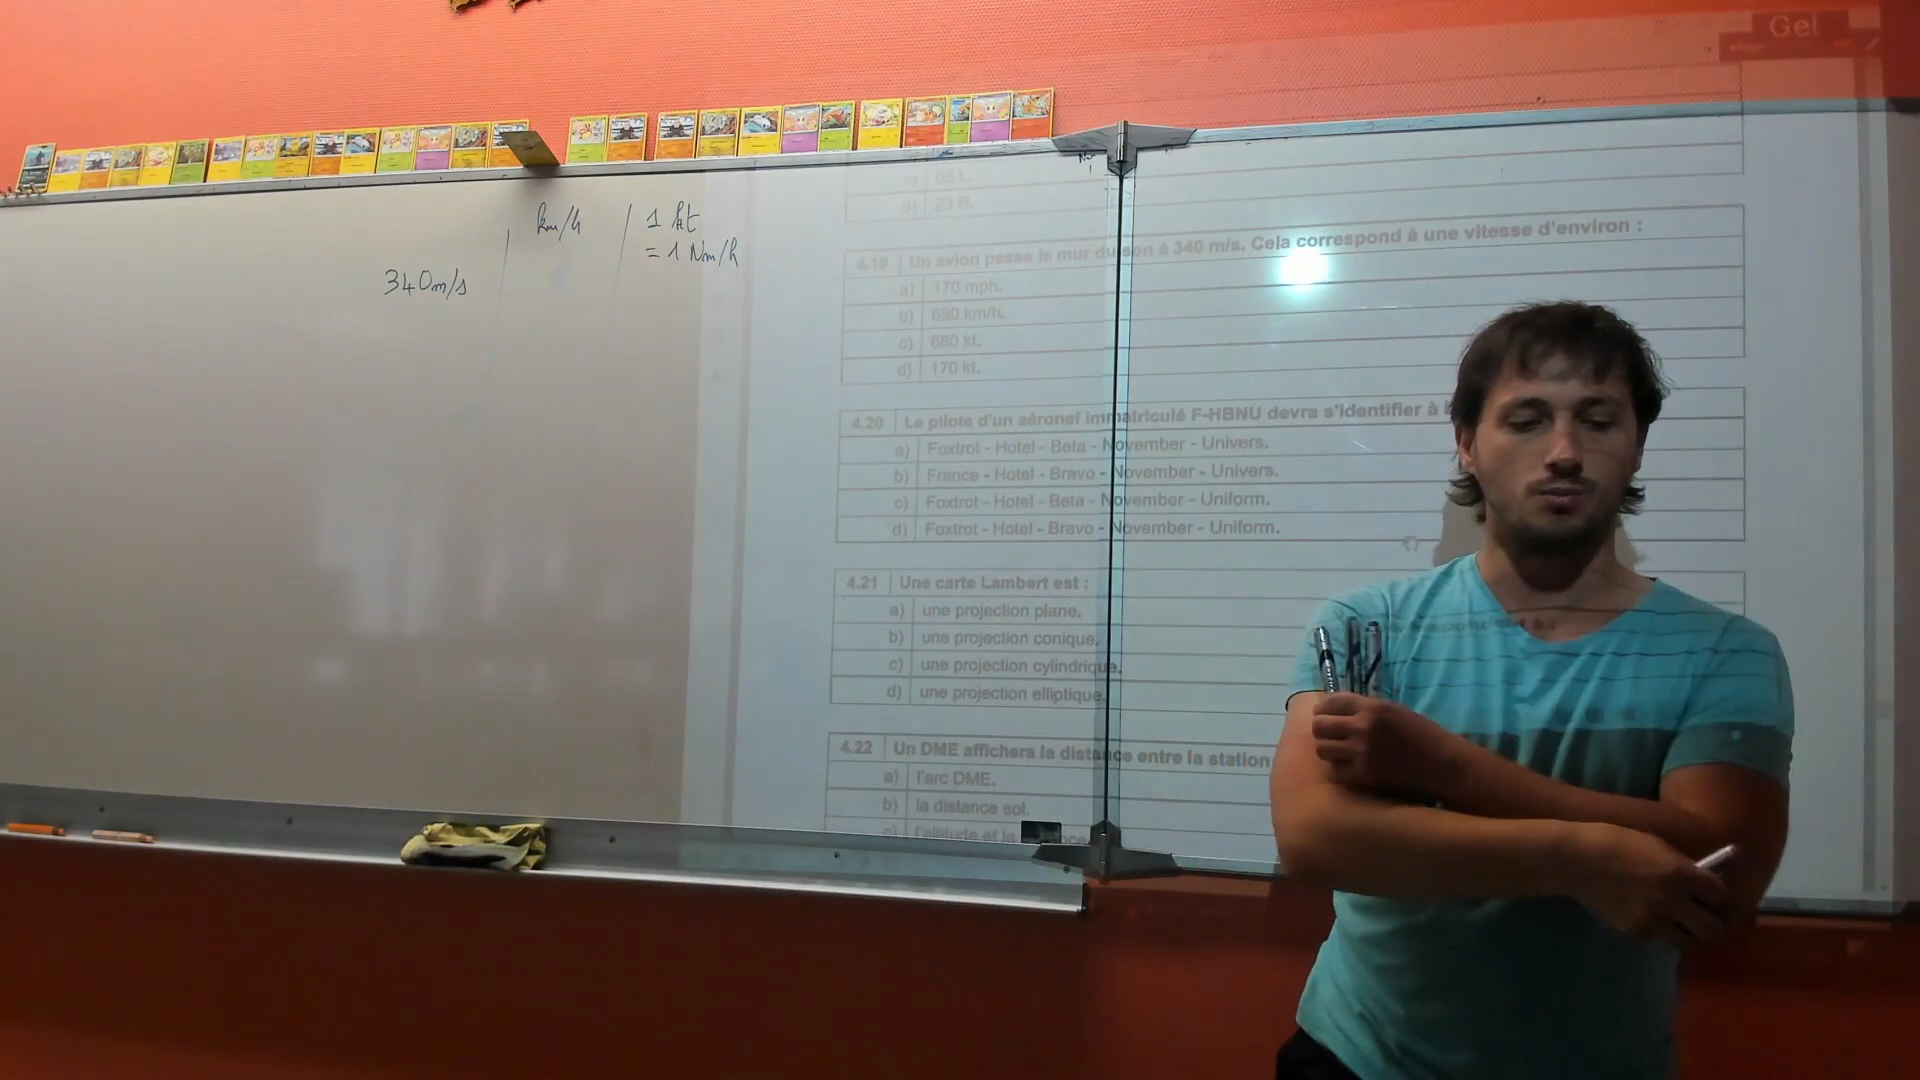 Gel
km/h
1 kt
= 1 Nm/h
340m/s
d) 23 R.
4.19 Un avion passe le mur du son à 340 m/s. Cela correspond à une vitesse d'environ :
a) 170 mph.
b) 680 km/h.
c) 680 kt.
d) 170 kt.
4.20 Le pilote d'un aéronef immatriculé F-HBNU devra s'identifier à
a) Foxtrot - Hotel - Beta - November - Univers.
b) France - Hotel - Bravo - November - Univers.
c) Foxtrot - Hotel - Beta - November - Uniform.
d) Foxtrot - Hotel - Bravo - November - Uniform.
4.21 Une carte Lambert est :
a) une projection plane.
b) une projection conique.
c) une projection cylindrique.
d) une projection elliptique.
4.22 Un DME affichera la distance entre la station
a) l'arc DME.
b) la distance sol.
c) l'altitude et la